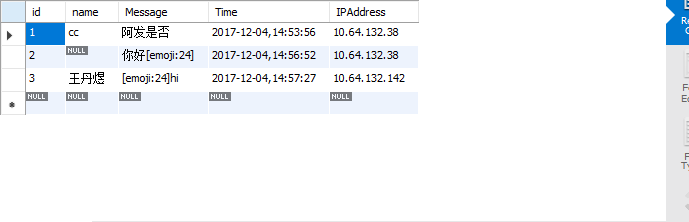 id name Message Time IPAddress
1 cc 阿发是否 2017-12-04,14:53:56 10.64.132.38
2 NULL 你好[emoji:24] 2017-12-04,14:56:52 10.64.132.38
3 王丹煜 [emoji:24]hi 2017-12-04,14:57:27 10.64.132.142
NULL NULL NULL NULL NULL